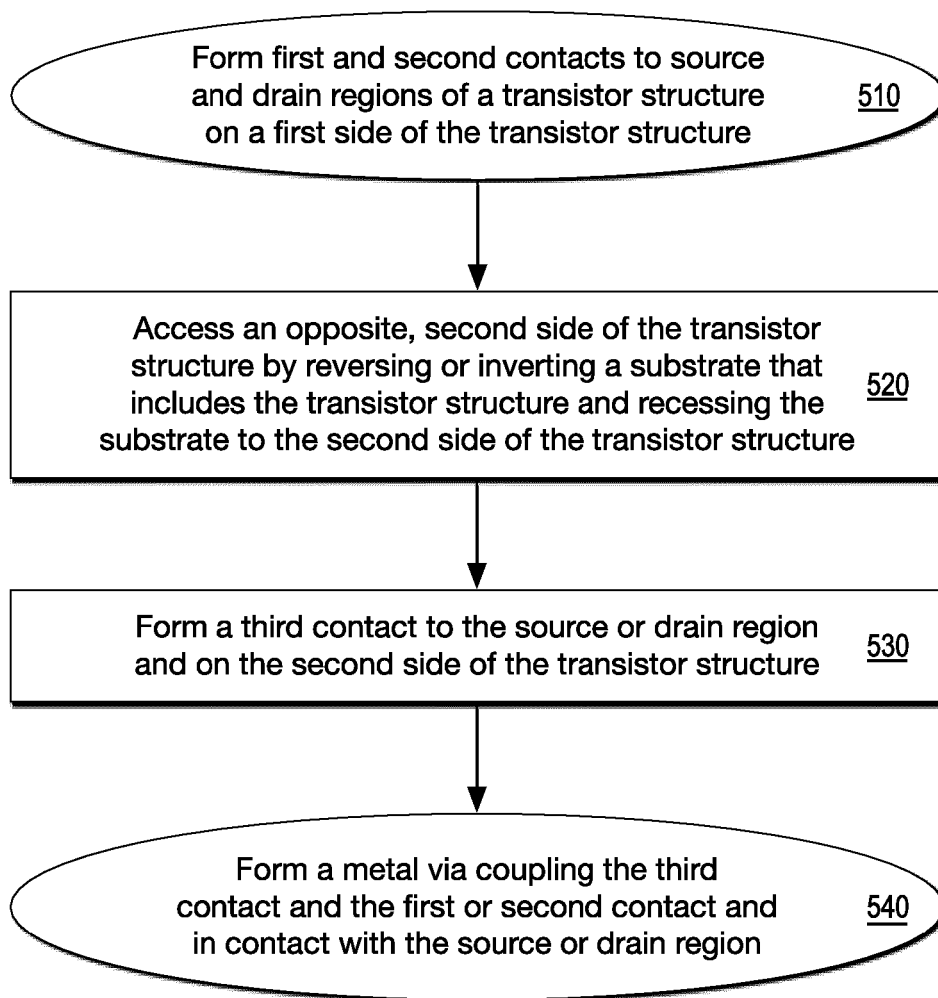 Form first and second contacts to source
and drain regions of a transistor structure
on a first side of the transistor structure
510
Access an opposite, second side of the transistor
structure by reversing or inverting a substrate that
includes the transistor structure and recessing the
substrate to the second side of the transistor structure
520
Form a third contact to the source or drain region
and on the second side of the transistor structure
530
Form a metal via coupling the third
contact and the first or second contact and
in contact with the source or drain region
540